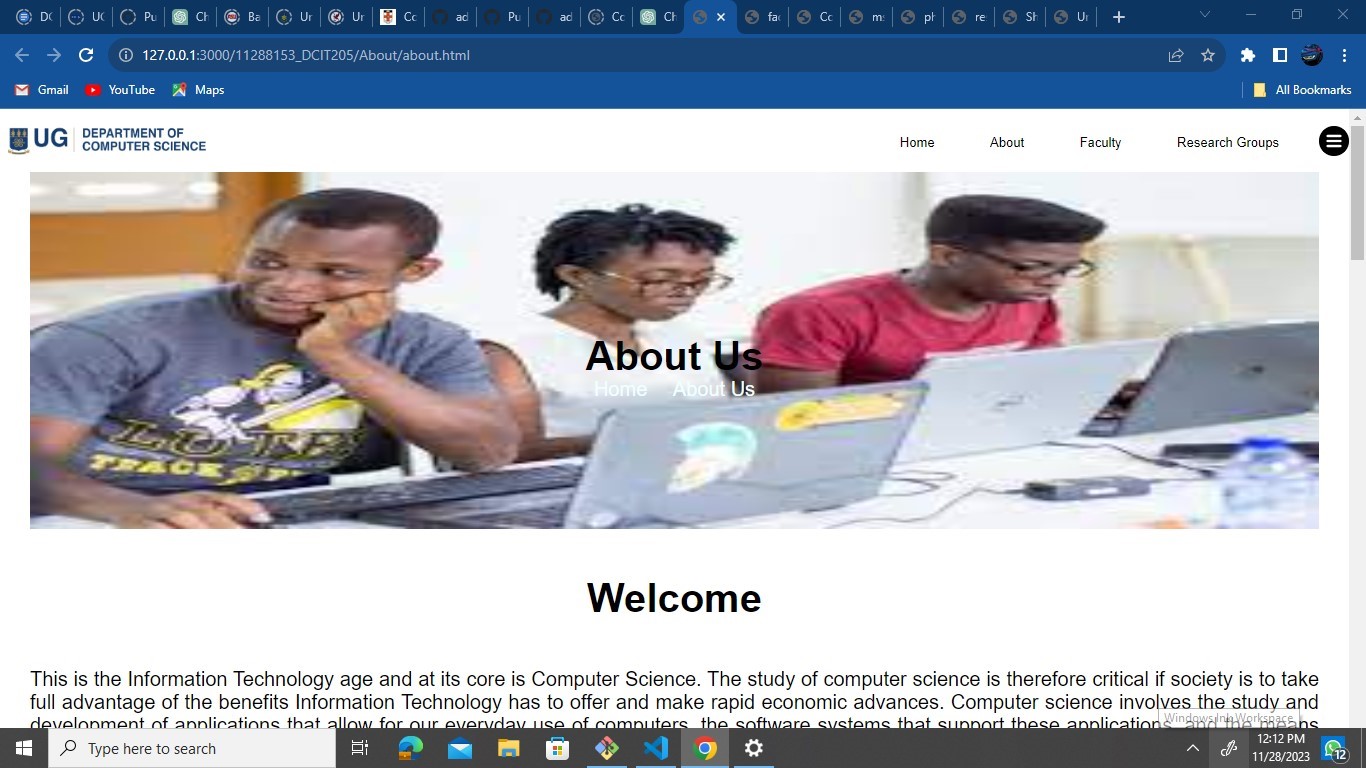 DC
UC
Pu
Ch
Ba
Ur
Ur
Cc
ad
Pu
ad
Cc
Ch
fac
Cc
m
ph
re
Sh
Ur
127.0.0.1:3000/11288153_DCIT205/About/about.html
Gmail YouTube Maps All Bookmarks
UG DEPARTMENT OF
COMPUTER SCIENCE
Home About Faculty Research Groups
About Us
Home About Us
TRACK
Welcome
This is the Information Technology age and at its core is Computer Science. The study of computer science is therefore critical if society is to take
full advantage of the benefits Information Technology has to offer and make rapid economic advances. Computer science involves the study and
development of applications that allow for our everyday use of computers, the software systems that support these applications, and the means
Windows Ink Workspace
Type here to search
12:12 PM
11/28/2023
12